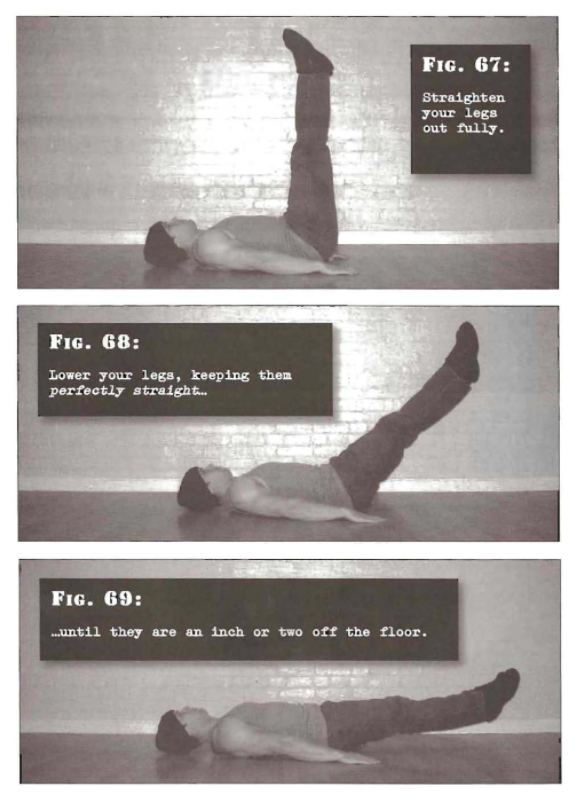 Fig. 67:
Straighten
your legs
out fully.
Fig. 68:
Lower your legs, keeping them
perfectly straight…
Fig. 69:
…until they are an inch or two off the floor.